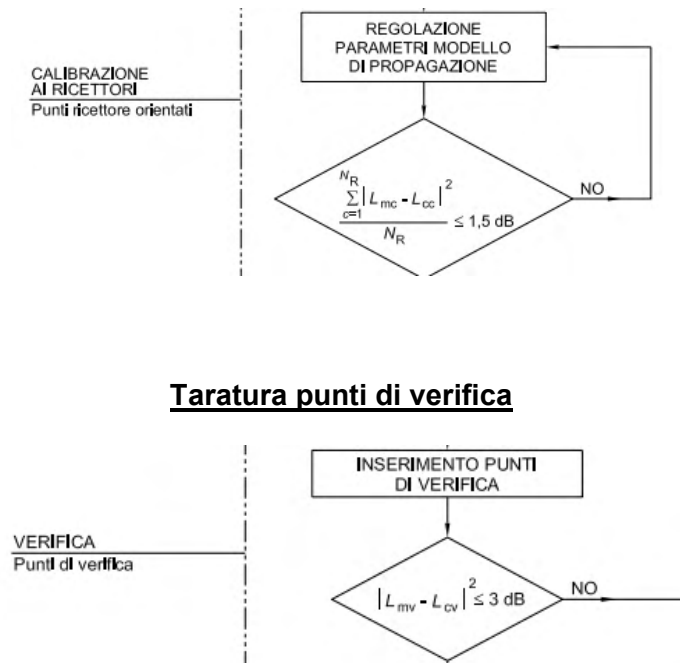 REGOLAZIONE
PARAMETRI MODELLO
DI PROPAGAZIONE
CALIBRAZIONE
AI RICETTORI
Punti ricettore orientati
N_R
∑ |L_mc - L_cc|²
c=1
N_R
≤ 1,5 dB
NO
Taratura punti di verifica
INSERIMENTO PUNTI
DI VERIFICA
VERIFICA
Punti di verifica
|L_mv - L_cv|² ≤ 3 dB
NO